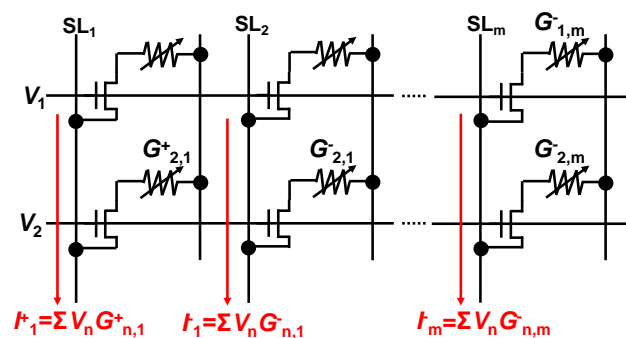 SL₁ SL₂ SLₘ G⁻₁,ₘ
V₁
G⁺₂,₁ G⁻₂,₁ G⁻₂,ₘ
V₂
I⁺₁=Σ VₙG⁺ₙ,₁ I⁻₁=Σ VₙG⁻ₙ,₁ I⁻ₘ=Σ VₙG⁻ₙ,ₘ